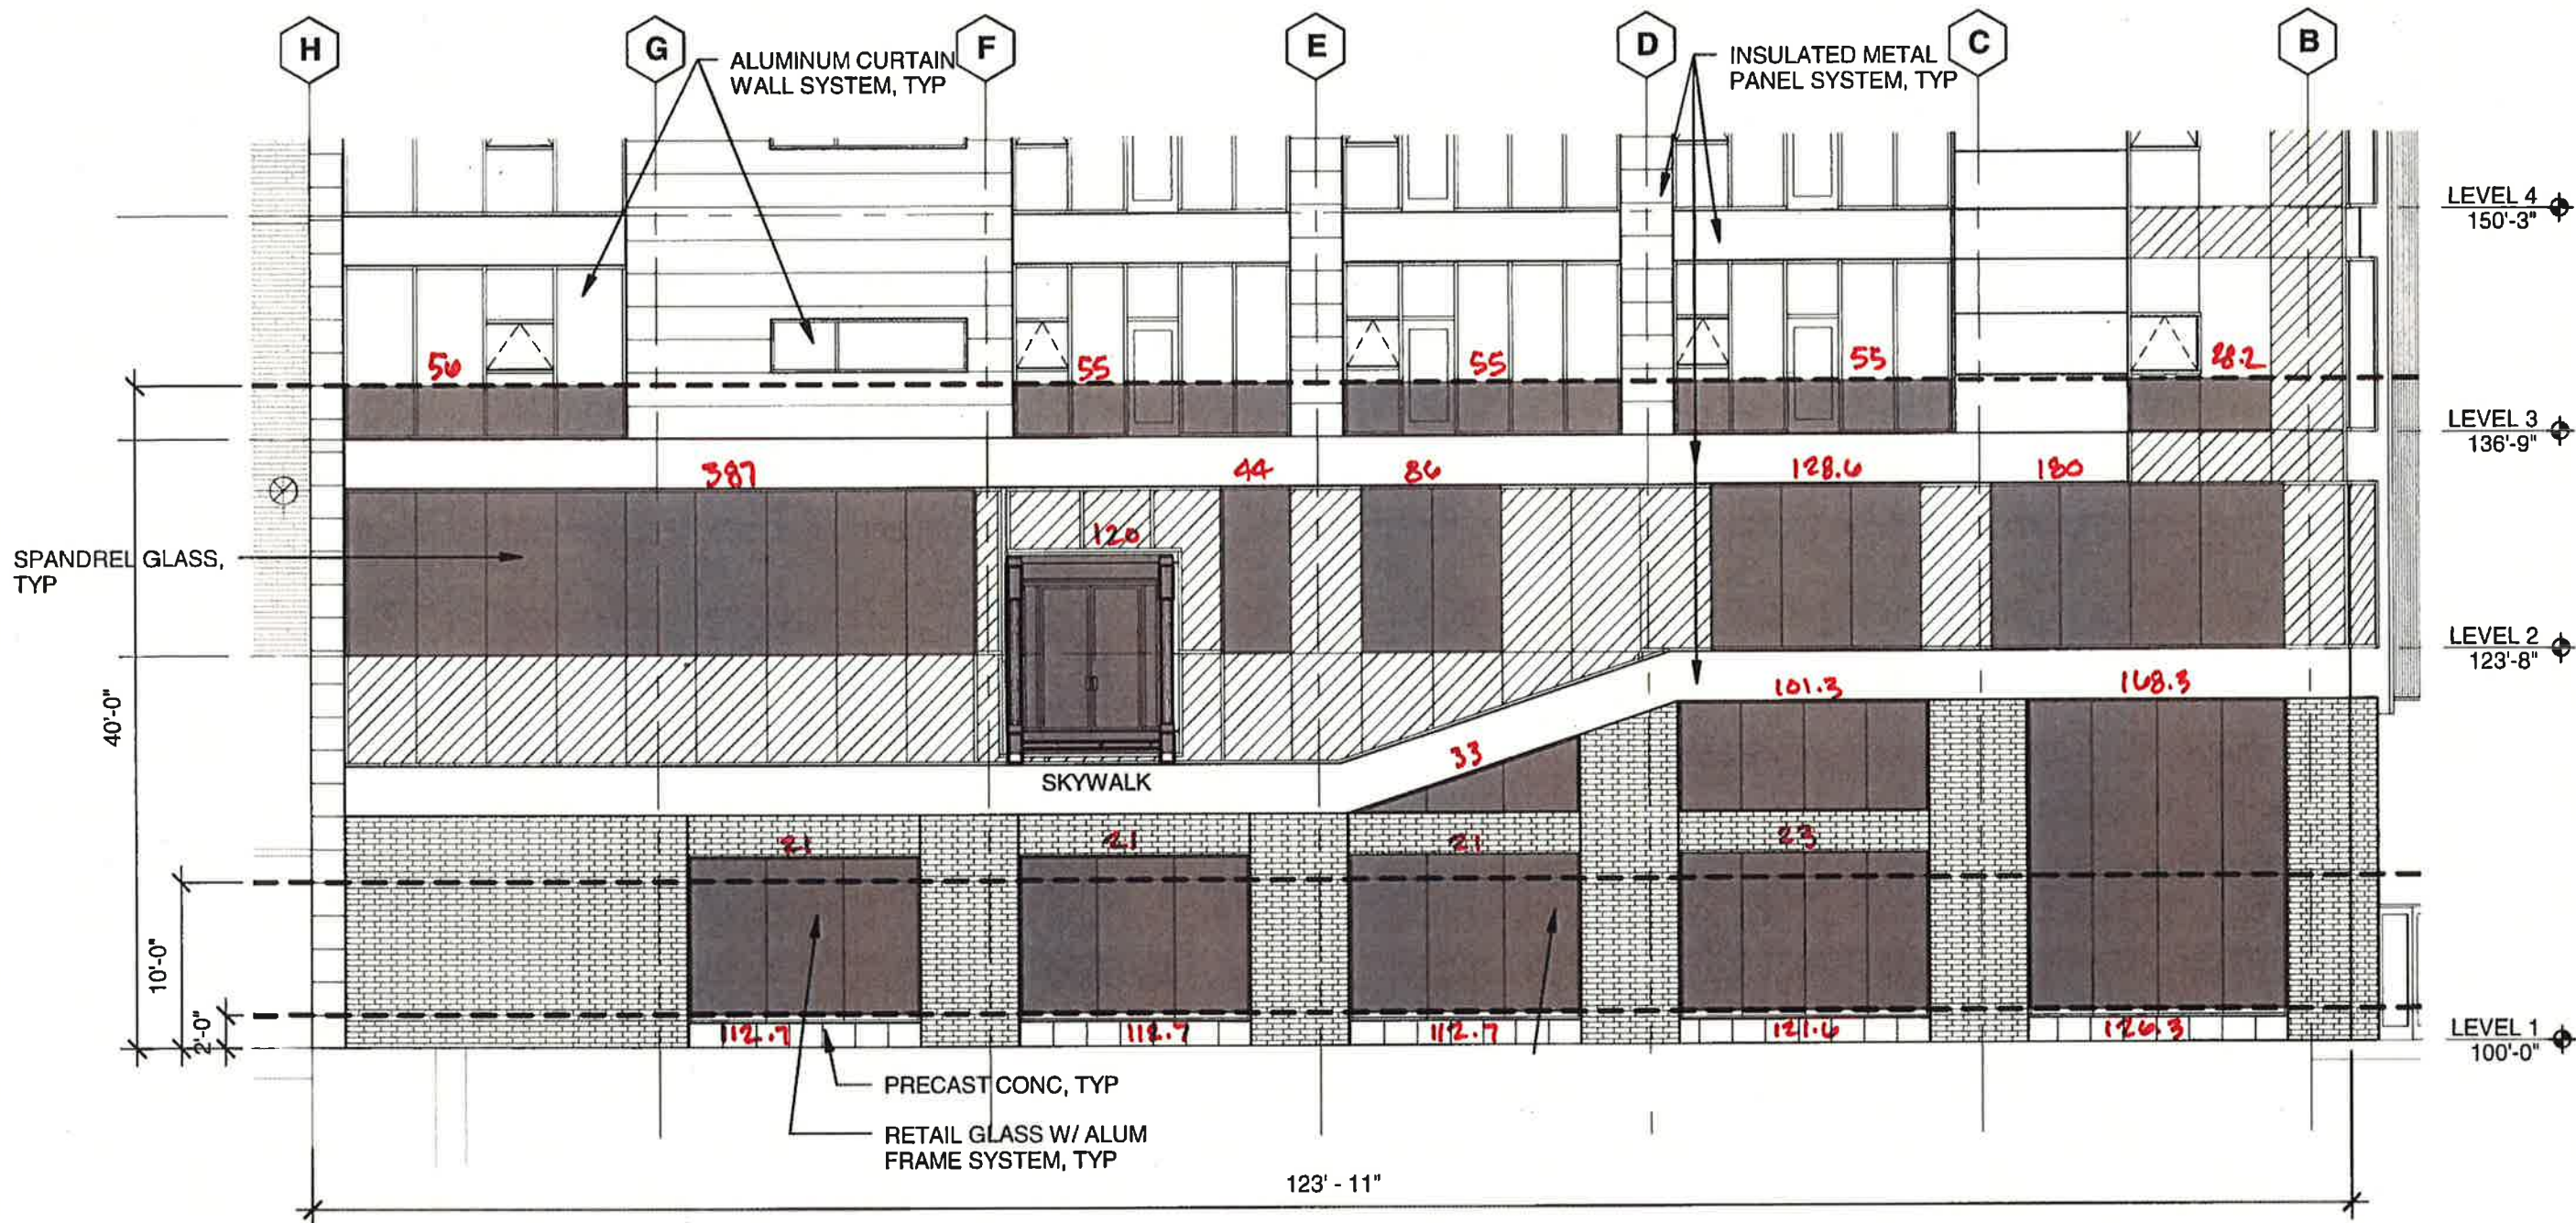 H G F E D C B
ALUMINUM CURTAIN
WALL SYSTEM, TYP
INSULATED METAL
PANEL SYSTEM, TYP
LEVEL 4
150'-3"
56 55 55 55 28.2
LEVEL 3
136'-9"
387 44 86 128.6 180
120
SPANDREL GLASS,
TYP
LEVEL 2
123'-8"
101.3 168.3
40'-0"
33
SKYWALK
21 21 21 23
10'-0"
2'-0"
112.7 112.7 112.7 121.6 126.3
LEVEL 1
100'-0"
PRECAST CONC, TYP
RETAIL GLASS W/ ALUM
FRAME SYSTEM, TYP
123' - 11"